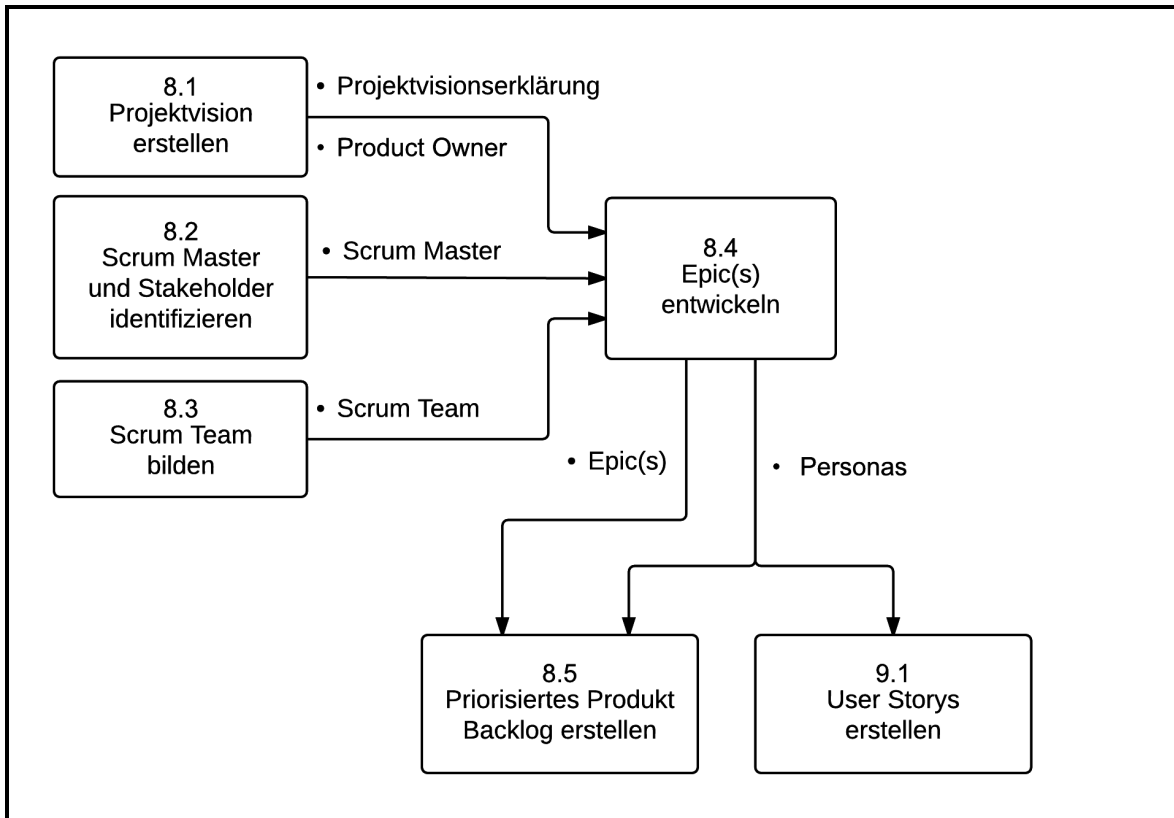 8.1
Projektvision
erstellen
• Projektvisionserklärung
• Product Owner
8.2
Scrum Master
und Stakeholder
identifizieren
• Scrum Master
8.3
Scrum Team
bilden
• Scrum Team
8.4
Epic(s)
entwickeln
• Epic(s)
• Personas
8.5
Priorisiertes Produkt
Backlog erstellen
9.1
User Storys
erstellen